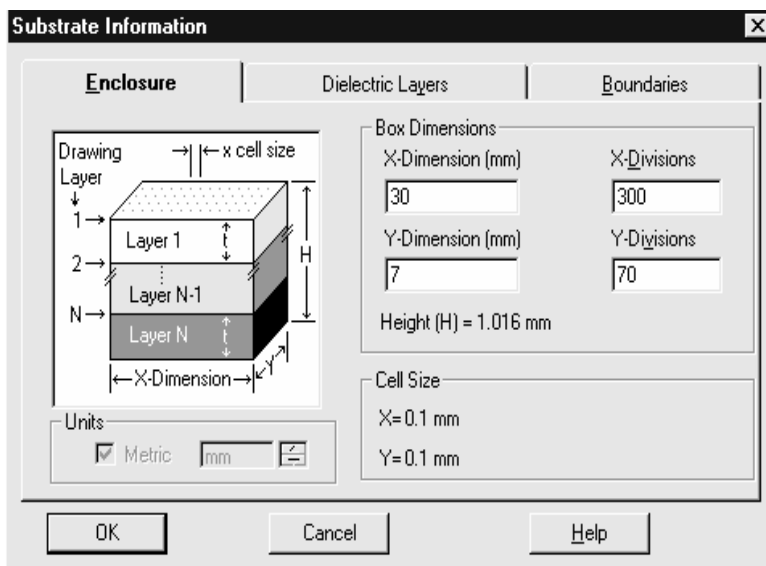 Substrate Information
Enclosure
Dielectric Layers
Boundaries
Drawing
Layer
x cell size
1
Layer 1
t
H
2
Layer N-1
N
Layer N
t
X-Dimension
Y
Units
Metric
mm
Box Dimensions
X-Dimension (mm)
X-Divisions
30
300
Y-Dimension (mm)
Y-Divisions
7
70
Height (H) = 1.016 mm
Cell Size
X= 0.1 mm
Y= 0.1 mm
OK
Cancel
Help